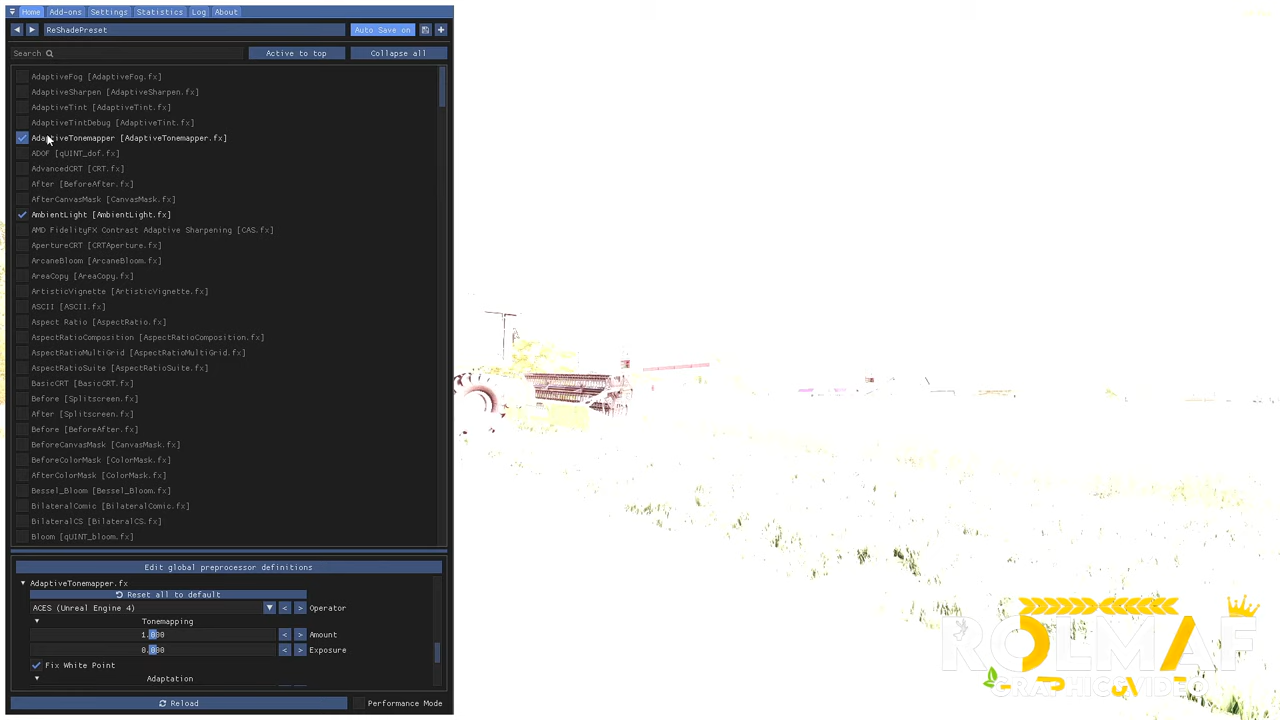 Home Add-ons Settings Statistics Log About
ReShadePreset Auto Save on
Search Active to top Collapse all
AdaptiveFog [AdaptiveFog.fx]
AdaptiveSharpen [AdaptiveSharpen.fx]
AdaptiveTint [AdaptiveTint.fx]
AdaptiveTintDebug [AdaptiveTint.fx]
AdaptiveTonemapper [AdaptiveTonemapper.fx]
ADOF [qUINT_dof.fx]
AdvancedCRT [CRT.fx]
After [BeforeAfter.fx]
AfterCanvasMask [CanvasMask.fx]
AmbientLight [AmbientLight.fx]
AMD FidelityFX Contrast Adaptive Sharpening [CAS.fx]
ApertureCRT [CRTAperture.fx]
ArcaneBloom [ArcaneBloom.fx]
AreaCopy [AreaCopy.fx]
ArtisticVignette [ArtisticVignette.fx]
ASCII [ASCII.fx]
Aspect Ratio [AspectRatio.fx]
AspectRatioComposition [AspectRatioComposition.fx]
AspectRatioMultiGrid [AspectRatioMultiGrid.fx]
AspectRatioSuite [AspectRatioSuite.fx]
BasicCRT [BasicCRT.fx]
Before [Splitscreen.fx]
After [Splitscreen.fx]
Before [BeforeAfter.fx]
BeforeCanvasMask [CanvasMask.fx]
BeforeColorMask [ColorMask.fx]
AfterColorMask [ColorMask.fx]
Bessel_Bloom [Bessel_Bloom.fx]
BilateralComic [BilateralComic.fx]
BilateralCS [BilateralCS.fx]
Bloom [qUINT_bloom.fx]
Edit global preprocessor definitions
AdaptiveTonemapper.fx
Reset all to default
ACES (Unreal Engine 4) < > Operator
Tonemapping
1.000 < > Amount
0.000 < > Exposure
Fix White Point
Adaptation
Reload Performance Mode
ROLMAF
GRAPHICSVIDEO